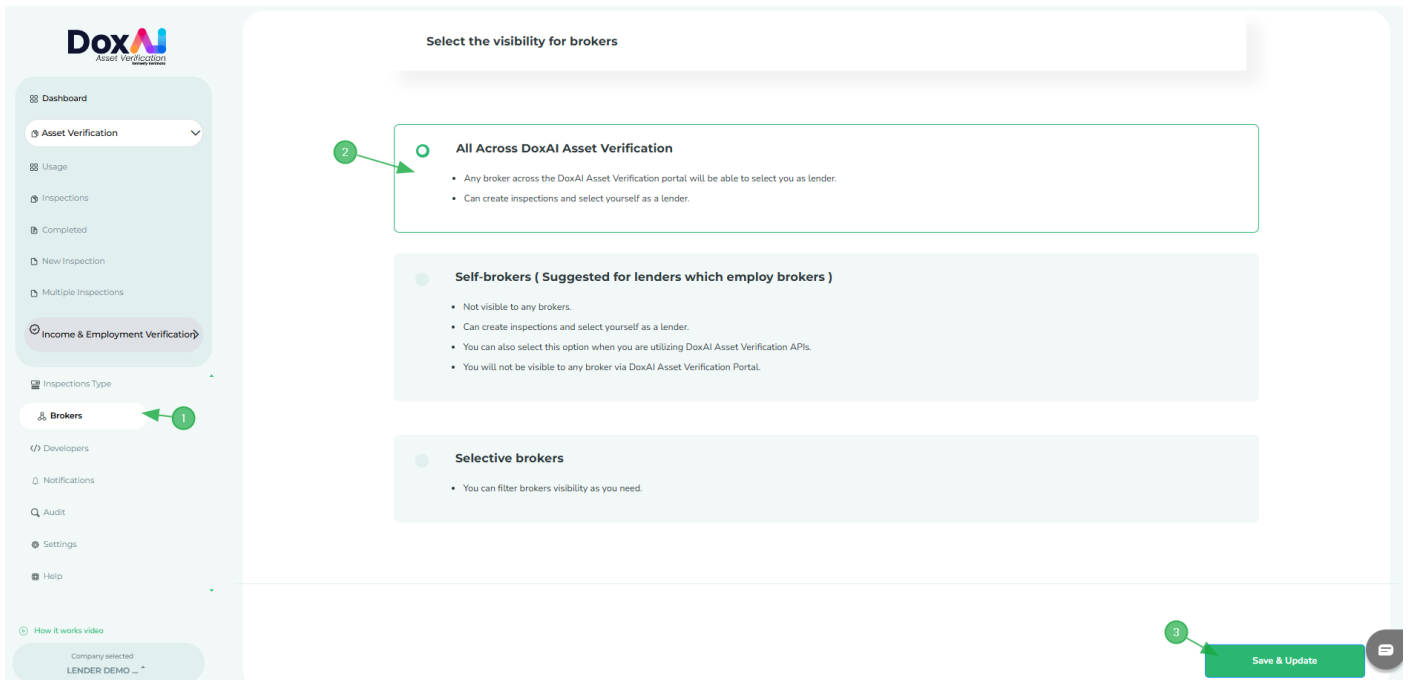 DoxAI
Asset Verification
formerly Verimoto
Dashboard
Asset Verification
Usage
Inspections
Completed
New Inspection
Multiple Inspections
Income & Employment Verification
Inspections Type
Brokers
1
Developers
Notifications
Audit
Settings
Help
How it works video
Company selected
LENDER DEMO ...
Select the visibility for brokers
2
All Across DoxAI Asset Verification
• Any broker across the DoxAI Asset Verification portal will be able to select you as lender.
• Can create inspections and select yourself as a lender.
Self-brokers ( Suggested for lenders which employ brokers )
• Not visible to any brokers.
• Can create inspections and select yourself as a lender.
• You can also select this option when you are utilizing DoxAI Asset Verification APIs.
• You will not be visible to any broker via DoxAI Asset Verification Portal.
Selective brokers
• You can filter brokers visibility as you need.
3
Save & Update